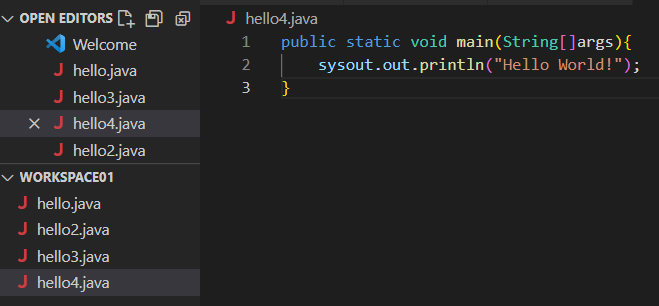 OPEN EDITORS
Welcome
J hello.java
J hello3.java
J hello4.java
J hello2.java
WORKSPACE01
J hello.java
J hello2.java
J hello3.java
J hello4.java
J hello4.java
1 public static void main(String[]args){
2 sysout.out.println("Hello World!");
3 }